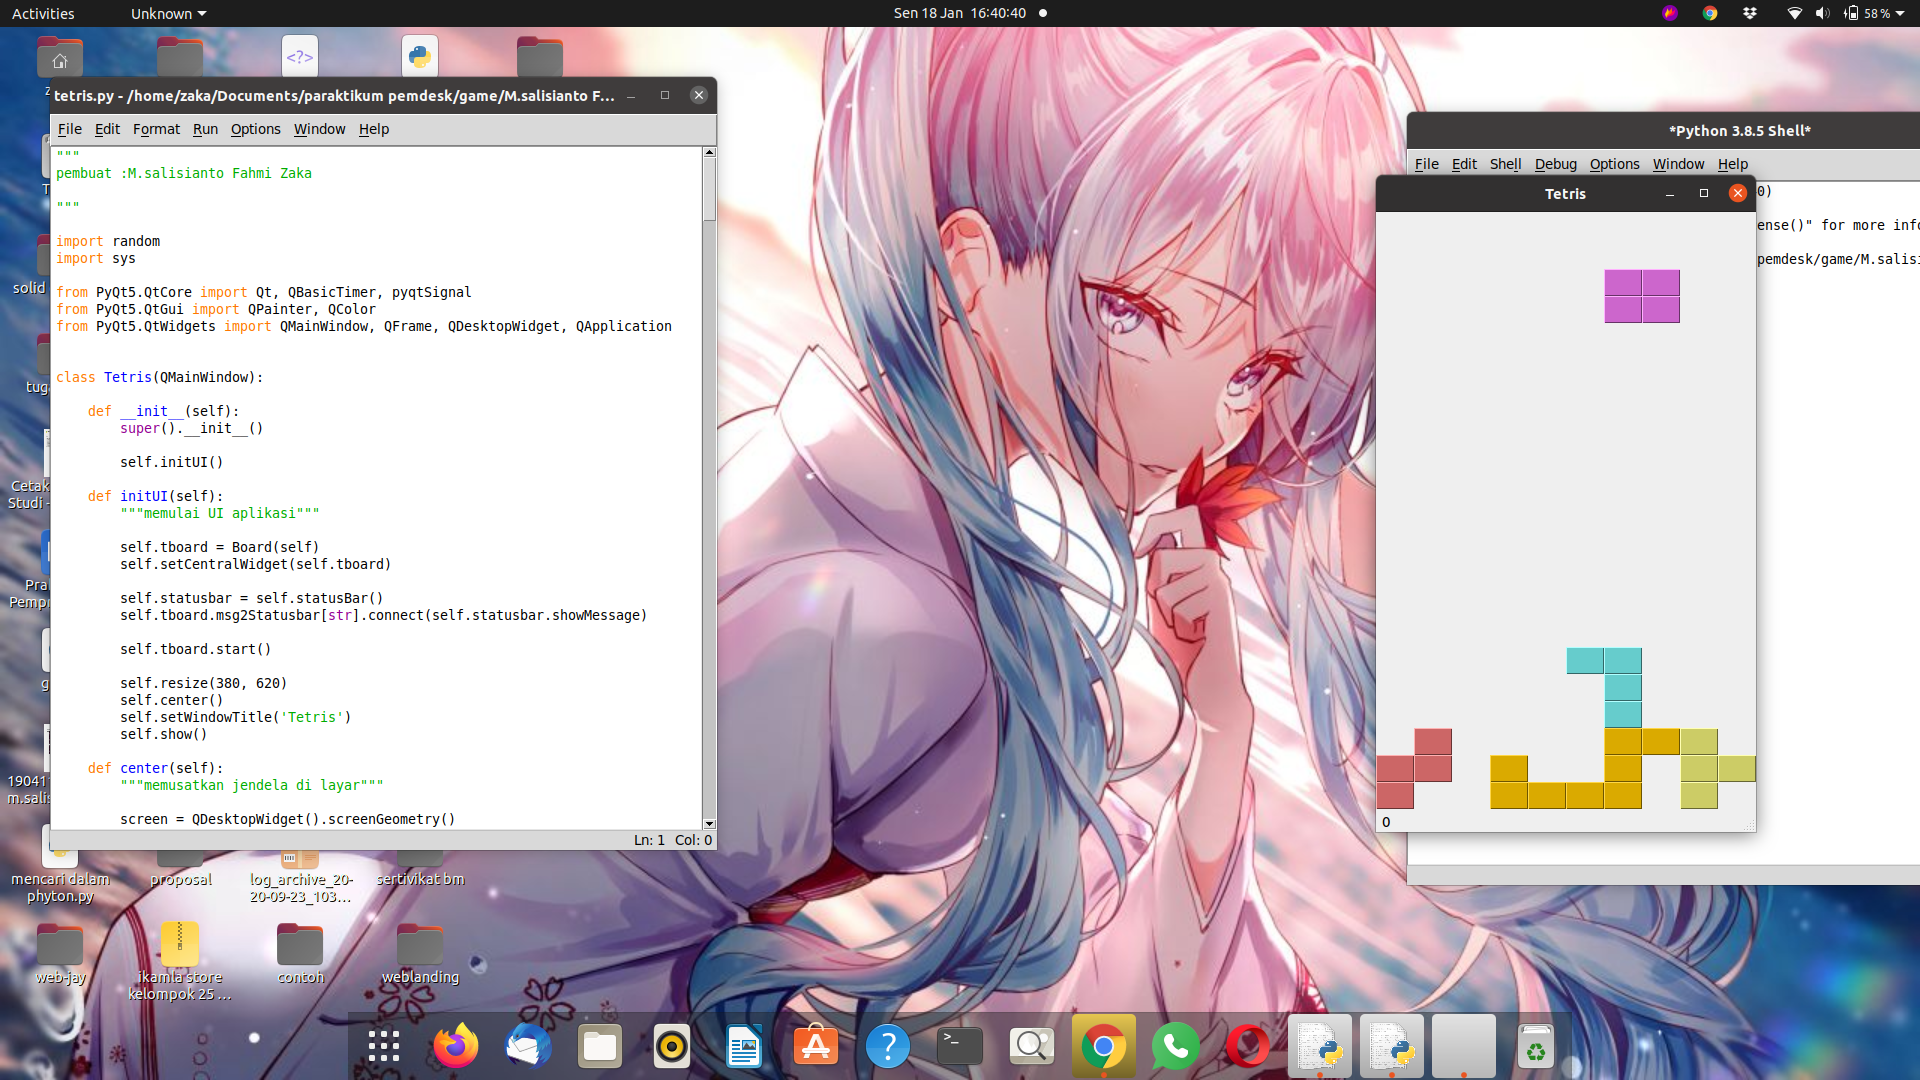 Activities
Unknown
Sen 18 Jan 16:40:40
58 %
tetris.py - /home/zaka/Documents/paraktikum pemdesk/game/M.salisianto F...
File Edit Format Run Options Window Help
"""
pembuat :M.salisianto Fahmi Zaka
"""
import random
import sys
from PyQt5.QtCore import Qt, QBasicTimer, pyqtSignal
from PyQt5.QtGui import QPainter, QColor
from PyQt5.QtWidgets import QMainWindow, QFrame, QDesktopWidget, QApplication
class Tetris(QMainWindow):
def __init__(self):
super().__init__()
self.initUI()
def initUI(self):
"""memulai UI aplikasi"""
self.tboard = Board(self)
self.setCentralWidget(self.tboard)
self.statusbar = self.statusBar()
self.tboard.msg2Statusbar[str].connect(self.statusbar.showMessage)
self.tboard.start()
self.resize(380, 620)
self.center()
self.setWindowTitle('Tetris')
self.show()
def center(self):
"""memusatkan jendela di layar"""
screen = QDesktopWidget().screenGeometry()
Ln: 1 Col: 0
*Python 3.8.5 Shell*
File Edit Shell Debug Options Window Help
0)
ense()" for more info
pemdesk/game/M.salisi
Tetris
0
solid
tuga
Cetak
Studi -
Pral
Pemp
19041
m.salis
mencari dalam
phyton.py
proposal
log_archive_20-
20-09-23_103...
sertivikat bm
web-jay
ikamla store
kelompok 25 ...
contoh
weblanding